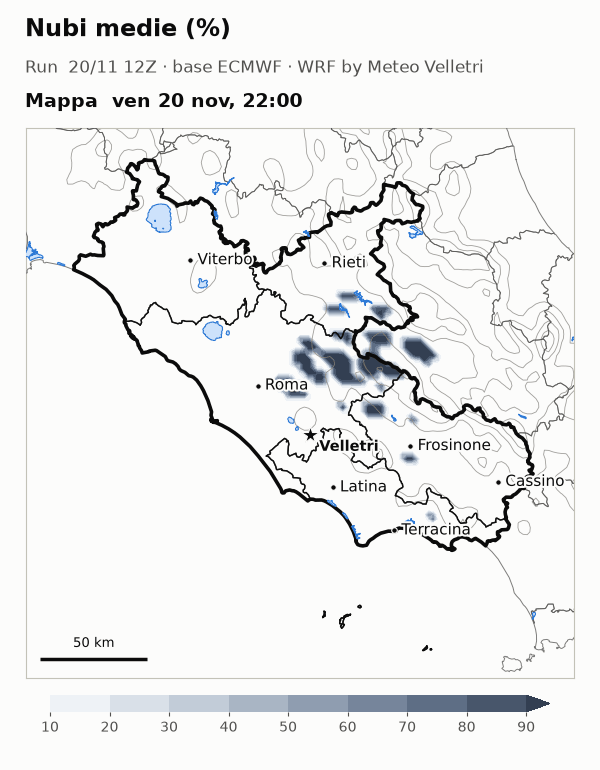 Nubi medie (%)
Run  20/11 12Z · base ECMWF · WRF by Meteo Velletri
Mappa  ven 20 nov, 22:00
Viterbo
Rieti
Roma
Velletri
Frosinone
Latina
Cassino
Terracina
50 km
10 20 30 40 50 60 70 80 90